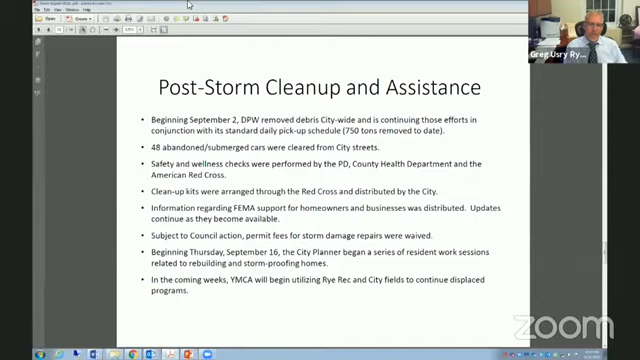 Open
Create
Greg Usry Ry...
Post-Storm Cleanup and Assistance
• Beginning September 2, DPW removed debris City-wide and is continuing those efforts in
conjunction with its standard daily pick-up schedule (750 tons removed to date).
• 48 abandoned/submerged cars were cleared from City streets.
• Safety and wellness checks were performed by the PD, County Health Department and the
American Red Cross.
• Clean-up kits were arranged through the Red Cross and distributed by the City.
• Information regarding FEMA support for homeowners and businesses was distributed. Updates
continue as they become available.
• Subject to Council action, permit fees for storm damage repairs were waived.
• Beginning Thursday, September 16, the City Planner began a series of resident work sessions
related to rebuilding and storm-proofing homes.
• In the coming weeks, YMCA will begin utilizing Rye Rec and City fields to continue displaced
programs.
zoom